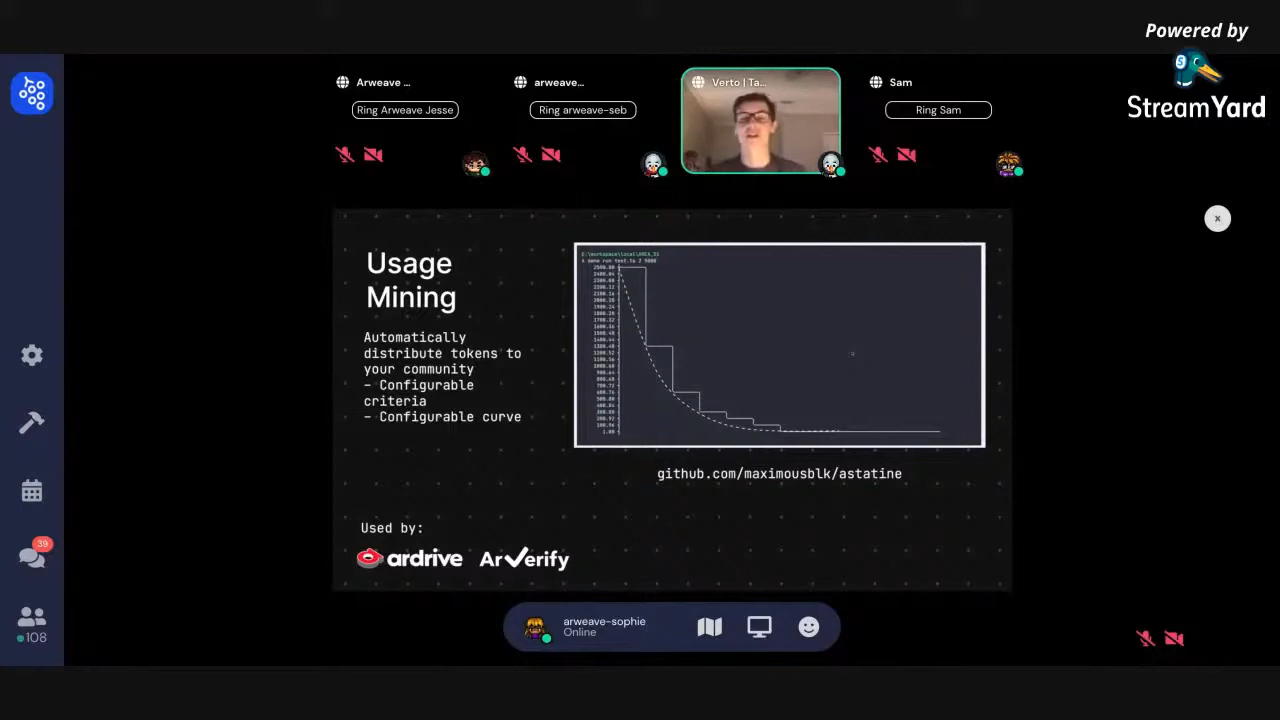 Powered by
StreamYard
Arweave ...
arweave...
Verto | Ta...
Sam
Ring Arweave Jesse
Ring arweave-seb
Ring Sam
Usage
Mining
Automatically
distribute tokens to
your community
- Configurable
criteria
- Configurable curve
github.com/maximousblk/astatine
Used by:
ardrive
ArVerify
39
108
arweave-sophie
Online